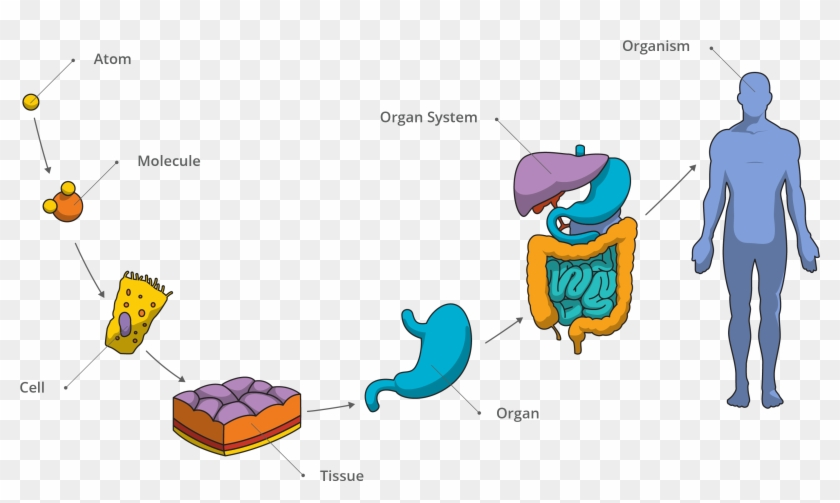 Atom
Molecule
Cell
Tissue
Organ
Organ System
Organism